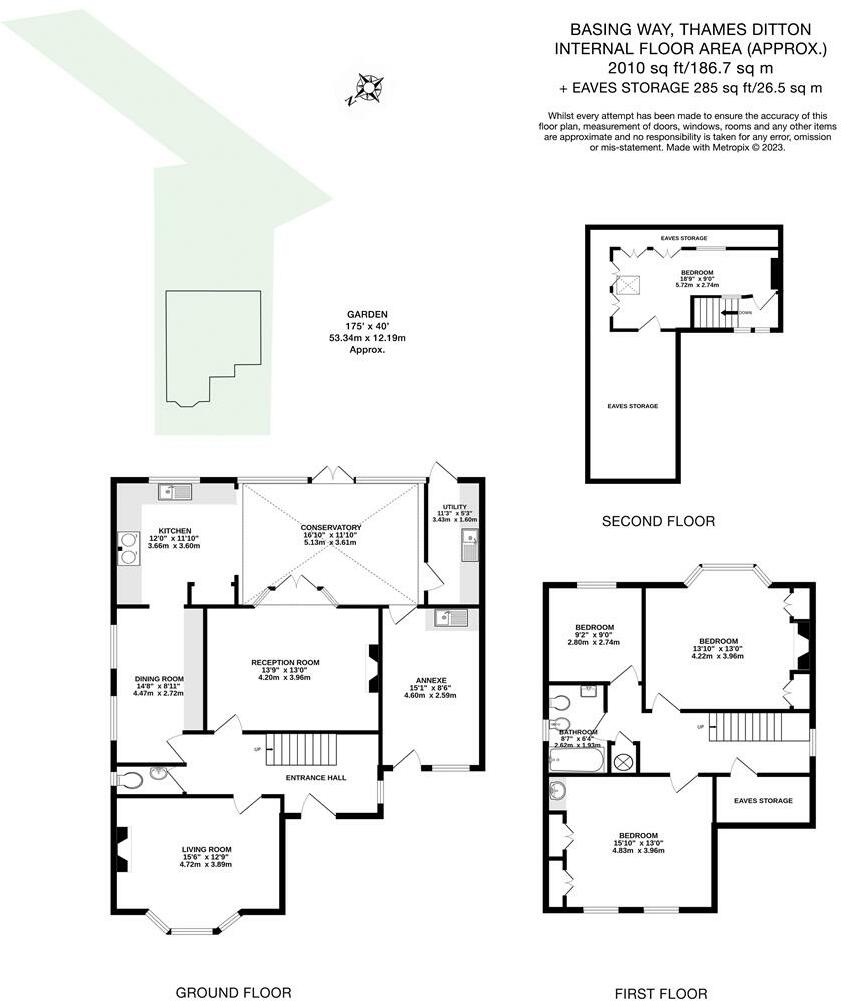 BASING WAY, THAMES DITTON
INTERNAL FLOOR AREA (APPROX.)
2010 sq ft/186.7 sq m
+ EAVES STORAGE 285 sq ft/26.5 sq m
Whilst every attempt has been made to ensure the accuracy of this
floor plan, measurement of doors, windows, rooms and any other items
are approximate and no responsibility is taken for any error, omission
or mis-statement. Made with Metropix © 2023.
N
GARDEN
175' x 40'
53.34m x 12.19m
Approx.
EAVES STORAGE
BEDROOM
18'9" x 9'0"
5.72m x 2.74m
DOWN
EAVES STORAGE
SECOND FLOOR
KITCHEN
12'0" x 11'10"
3.66m x 3.60m
CONSERVATORY
16'10" x 11'10"
5.13m x 3.61m
UTILITY
11'3" x 5'3"
3.43m x 1.60m
DINING ROOM
14'8" x 8'11"
4.47m x 2.72m
RECEPTION ROOM
13'9" x 13'0"
4.20m x 3.96m
ANNEXE
15'1" x 8'6"
4.60m x 2.59m
UP
ENTRANCE HALL
LIVING ROOM
15'6" x 12'9"
4.72m x 3.89m
GROUND FLOOR
BEDROOM
9'2" x 9'0"
2.80m x 2.74m
BEDROOM
13'10" x 13'0"
4.22m x 3.96m
BATHROOM
8'7" x 6'4"
2.62m x 1.93m
UP
EAVES STORAGE
BEDROOM
15'10" x 13'0"
4.83m x 3.96m
FIRST FLOOR